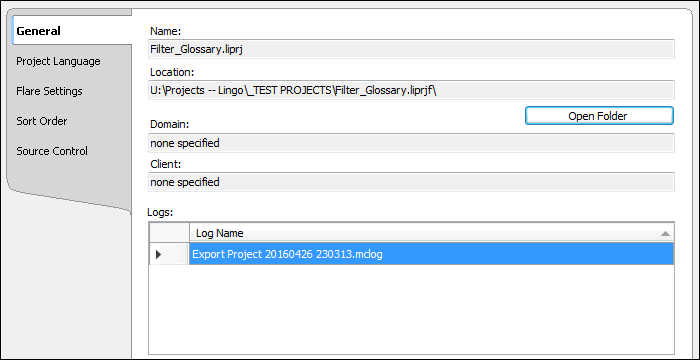 General
Project Language
Flare Settings
Sort Order
Source Control
Name:
Filter_Glossary.liprj
Location:
U:\Projects -- Lingo\_TEST PROJECTS\Filter_Glossary.liprjf\
Open Folder
Domain:
none specified
Client:
none specified
Logs:
Log Name
Export Project 20160426 230313.mclog